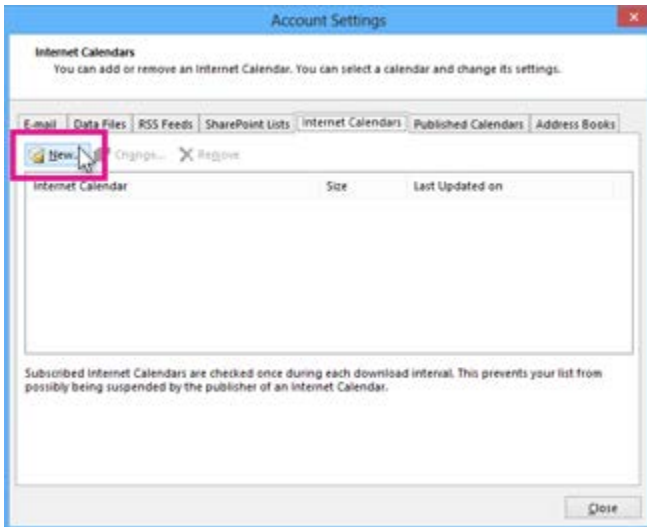 Account Settings
Internet Calendars
You can add or remove an Internet Calendar. You can select a calendar and change its settings.
E-mail Data Files RSS Feeds SharePoint Lists Internet Calendars Published Calendars Address Books
New... Change... Remove
Internet Calendar Size Last Updated on
Subscribed Internet Calendars are checked once during each download interval. This prevents your list from
possibly being suspended by the publisher of an Internet Calendar.
Close